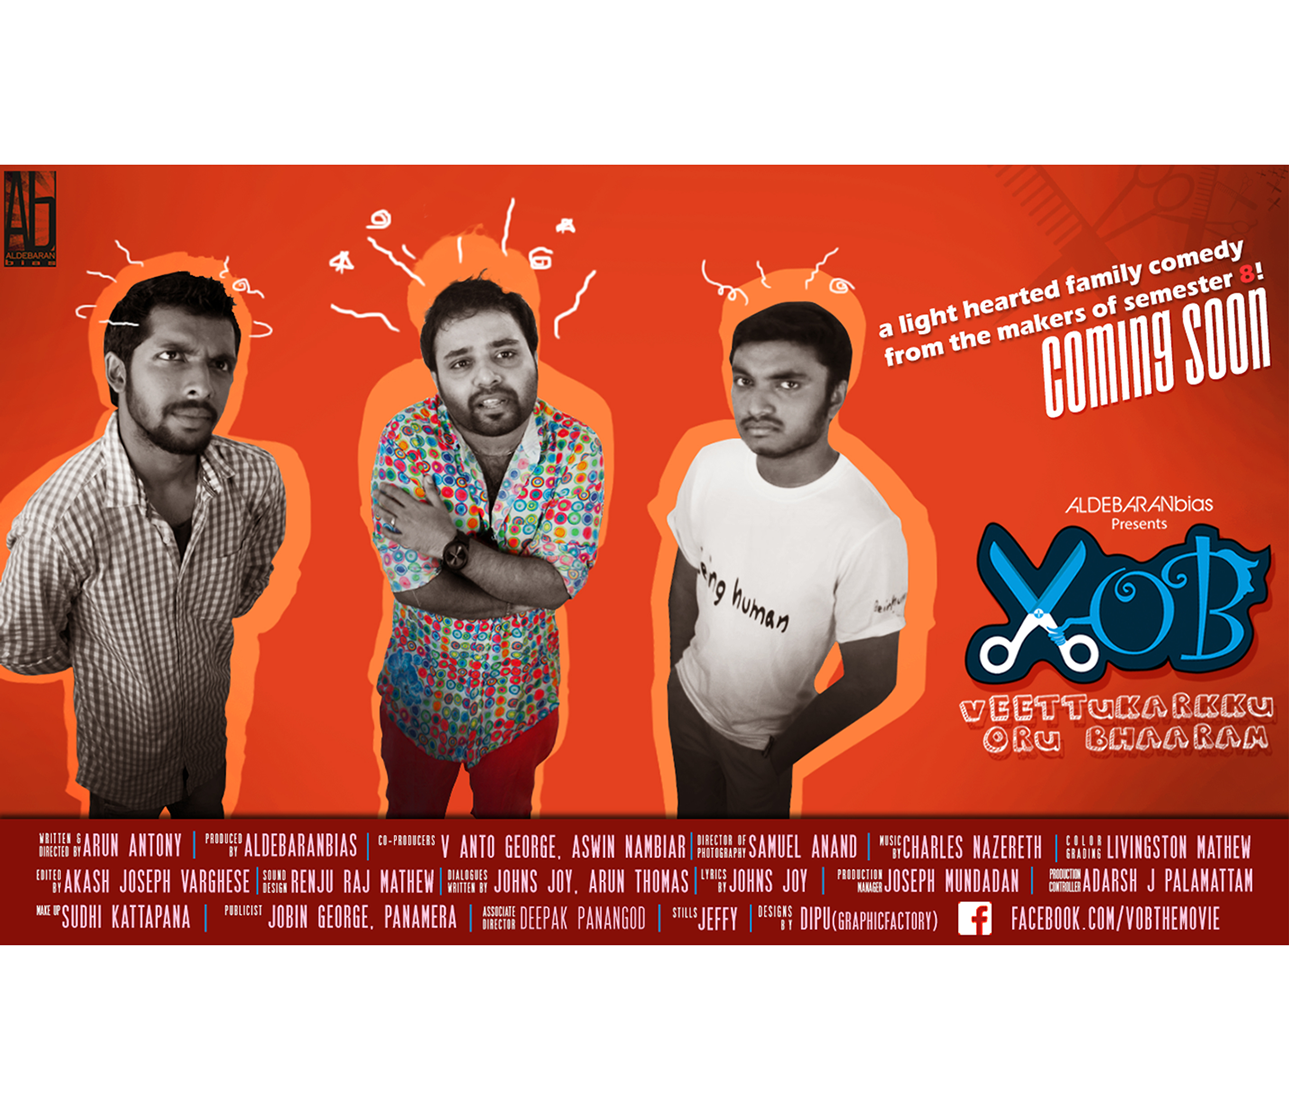 Ab
ALDEBARAN
bias
a light hearted family comedy
from the makers of semester 8!
coming soon
ALDEBARANbias
Presents
VOB
VEETTUKARKKU
ORU BHAARAM
eng human
WRITTEN & DIRECTED BY ARUN ANTONY | PRODUCED BY ALDEBARANBIAS | CO-PRODUCERS V ANTO GEORGE, ASWIN NAMBIAR | DIRECTOR OF PHOTOGRAPHY SAMUEL ANAND | MUSIC BY CHARLES NAZERETH | COLOR GRADING LIVINGSTON MATHEW
EDITED BY AKASH JOSEPH VARGHESE | SOUND DESIGN RENJU RAJ MATHEW | DIALOGUES WRITTEN BY JOHNS JOY, ARUN THOMAS | LYRICS BY JOHNS JOY | PRODUCTION MANAGER JOSEPH MUNDADAN | PRODUCTION CONTROLLER ADARSH J PALAMATTAM
MAKE UP SUDHI KATTAPANA | PUBLICIST JOBIN GEORGE, PANAMERA | ASSOCIATE DIRECTOR DEEPAK PANANGOD | STILLS JEFFY | DESIGNS BY DIPU(GRAPHICFACTORY) f FACEBOOK.COM/VOBTHEMOVIE